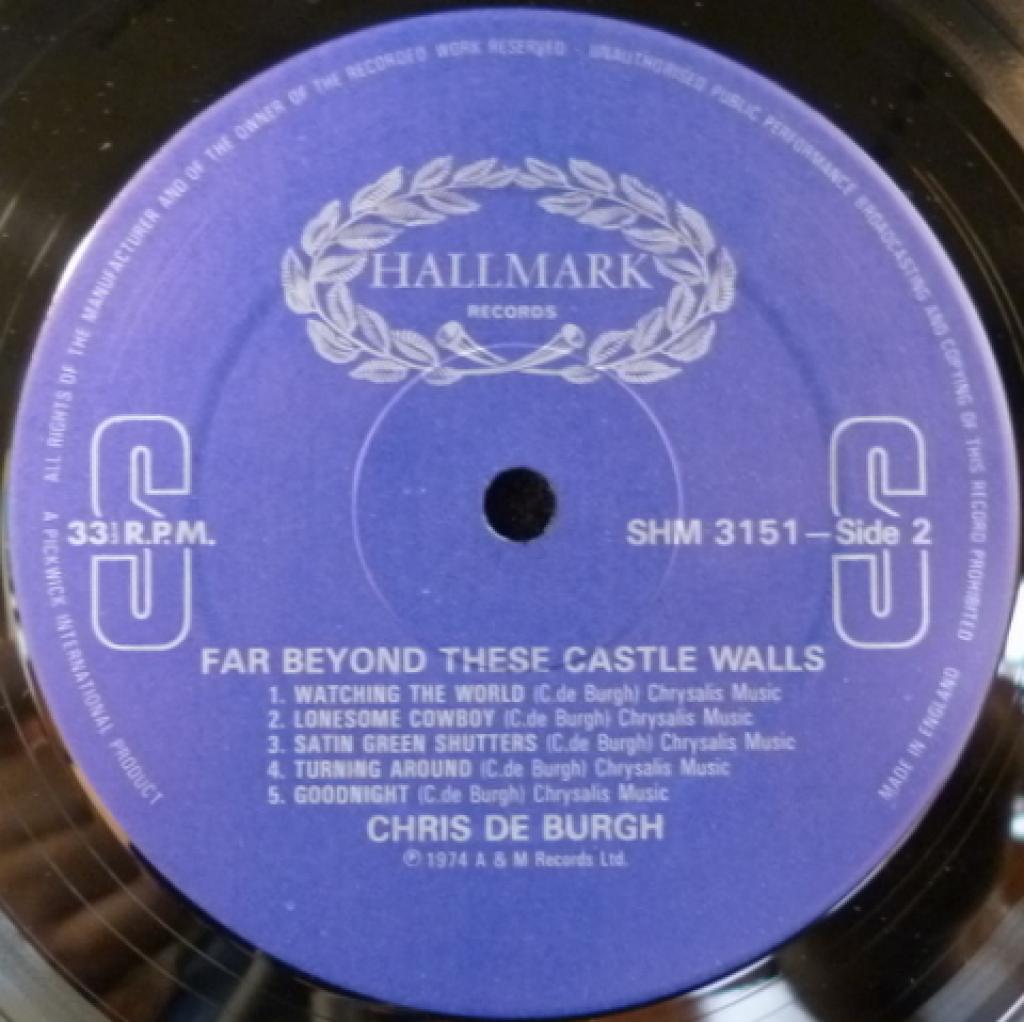 ALL RIGHTS OF THE MANUFACTURER AND OF THE OWNER OF THE RECORDED WORK RESERVED · UNAUTHORISED PUBLIC PERFORMANCE BROADCASTING AND COPYING OF THIS RECORD PROHIBITED
HALLMARK
RECORDS
S S
33⅓ R.P.M.
SHM 3151-Side 2
FAR BEYOND THESE CASTLE WALLS
1. WATCHING THE WORLD (C.de Burgh) Chrysalis Music
2. LONESOME COWBOY (C.de Burgh) Chrysalis Music
3. SATIN GREEN SHUTTERS (C.de Burgh) Chrysalis Music
4. TURNING AROUND (C.de Burgh) Chrysalis Music
5. GOODNIGHT (C.de Burgh) Chrysalis Music
CHRIS DE BURGH
℗ 1974 A & M Records Ltd.
A PICKWICK INTERNATIONAL PRODUCT
MADE IN ENGLAND